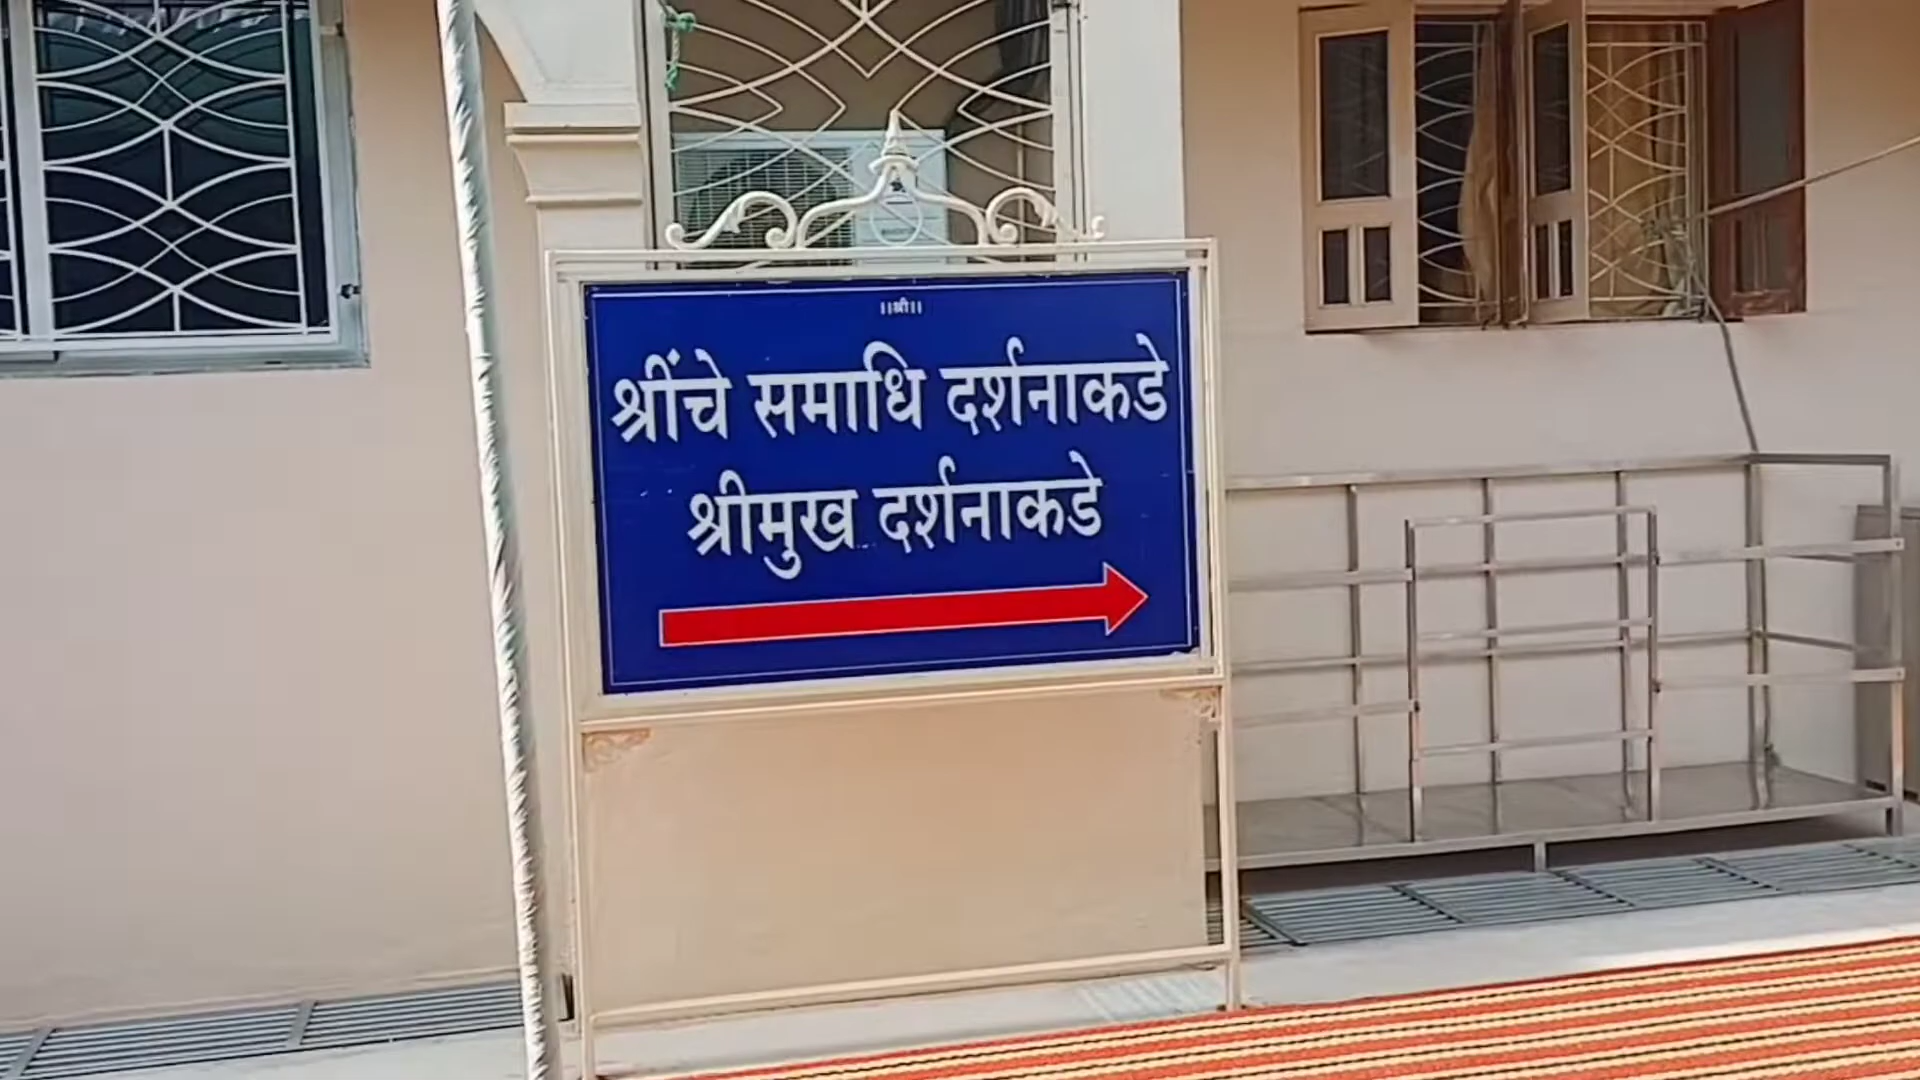 ॥श्री॥
श्रींचे समाधि दर्शनाकडे
श्रीमुख दर्शनाकडे